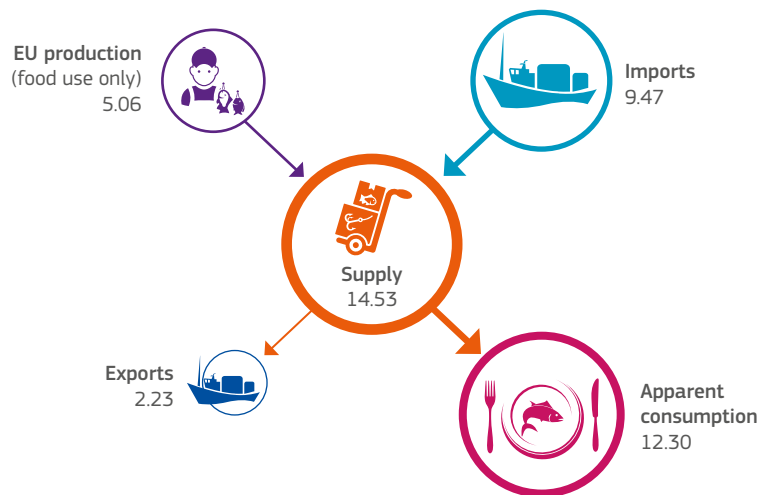 EU production
(food use only)
5.06
Imports
9.47
Supply
14.53
Exports
2.23
Apparent
consumption
12.30